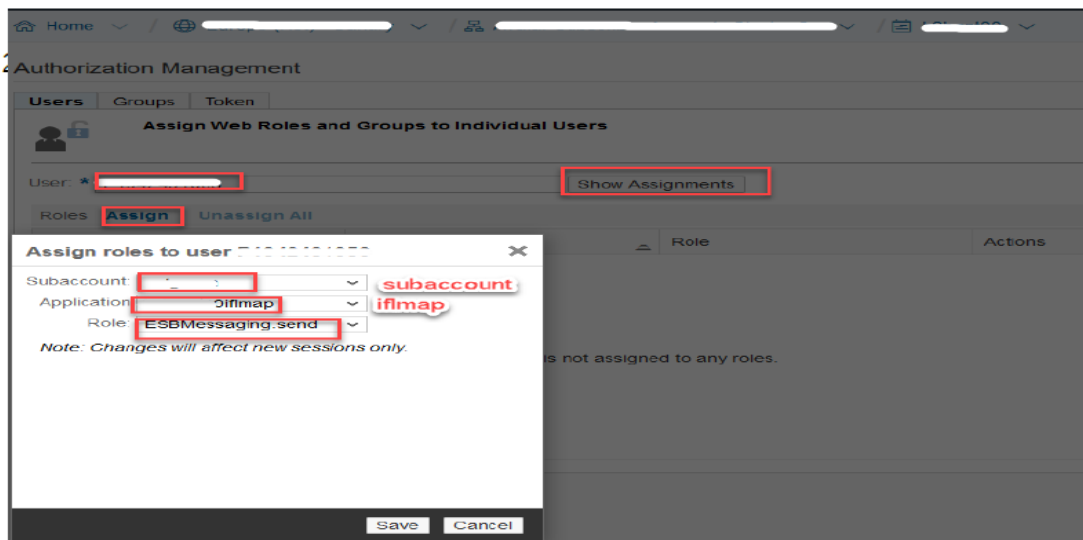 Home / /
Authorization Management
Users Groups Token
Assign Web Roles and Groups to Individual Users
User: * Show Assignments
Roles Assign Unassign All
Role Actions
is not assigned to any roles.
Assign roles to user
Subaccount: subaccount
Application iflmap iflmap
Role: ESBMessaging.send
Note: Changes will affect new sessions only.
Save Cancel